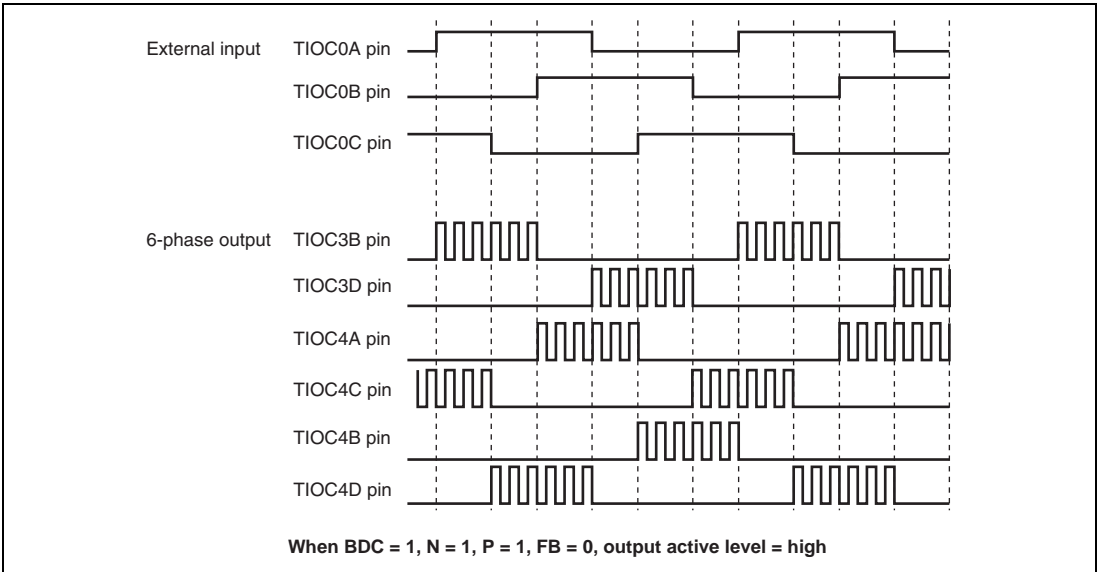 External input TIOC0A pin
TIOC0B pin
TIOC0C pin
6-phase output TIOC3B pin
TIOC3D pin
TIOC4A pin
TIOC4C pin
TIOC4B pin
TIOC4D pin
When BDC = 1, N = 1, P = 1, FB = 0, output active level = high